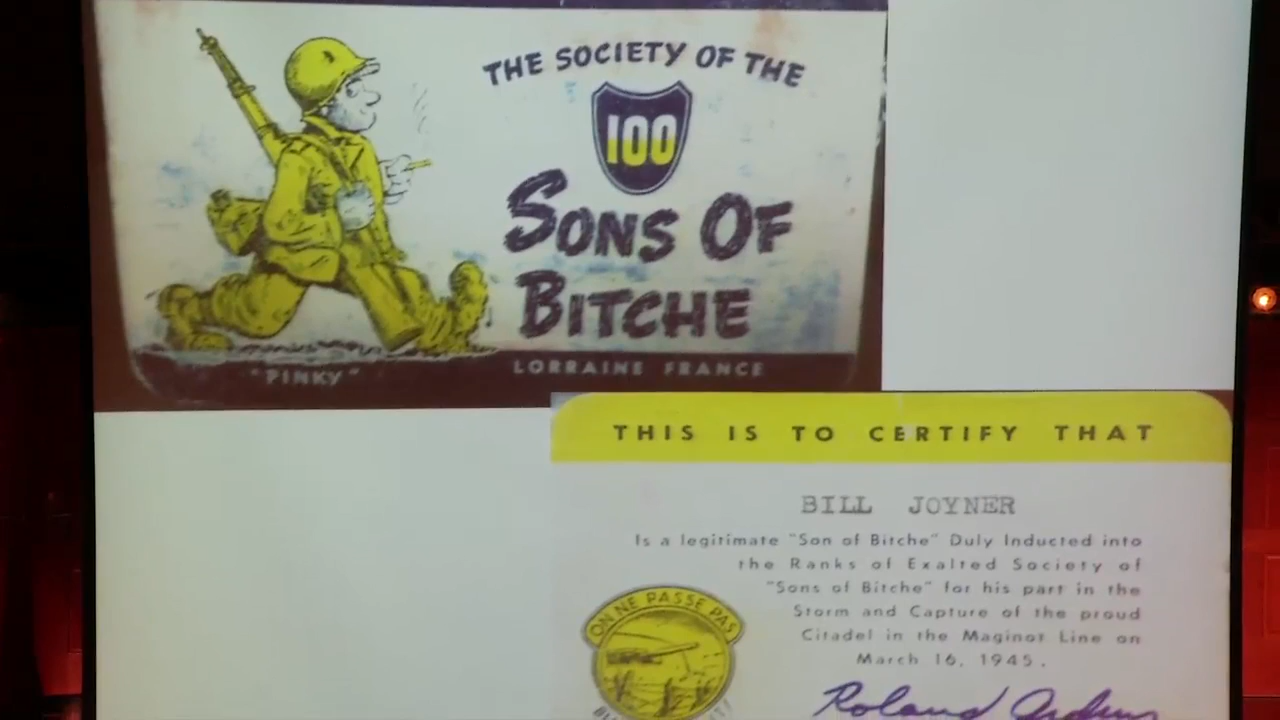 THE SOCIETY OF THE
100
SONS OF
BITCHE
"PINKY"
LORRAINE FRANCE
THIS IS TO CERTIFY THAT
BILL JOYNER
Is a legitimate "Son of Bitche" Duly Inducted into
the Ranks of Exalted Society of
"Sons of Bitche" for his part in the
Storm and Capture of the proud
Citadel in the Maginot Line on
March 16, 1945.
ON NE PASSE PAS
Roland